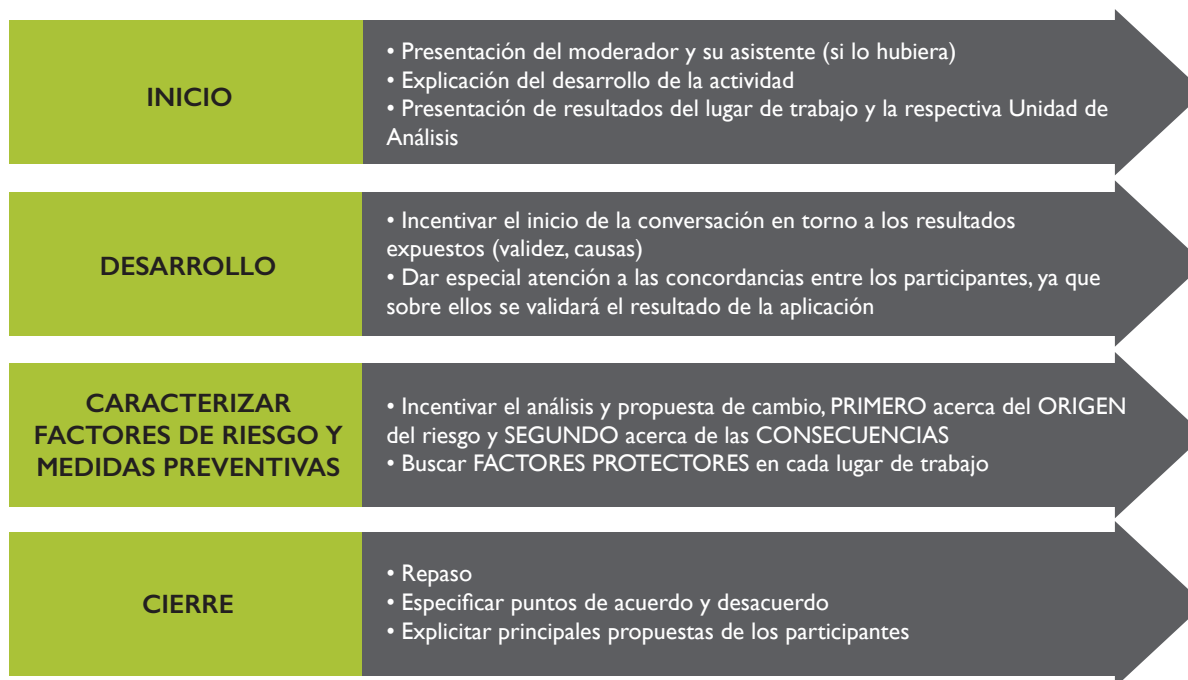 INICIO
• Presentación del moderador y su asistente (si lo hubiera)
• Explicación del desarrollo de la actividad
• Presentación de resultados del lugar de trabajo y la respectiva Unidad de
Análisis
DESARROLLO
• Incentivar el inicio de la conversación en torno a los resultados
expuestos (validez, causas)
• Dar especial atención a las concordancias entre los participantes, ya que
sobre ellos se validará el resultado de la aplicación
CARACTERIZAR
FACTORES DE RIESGO Y
MEDIDAS PREVENTIVAS
• Incentivar el análisis y propuesta de cambio, PRIMERO acerca del ORIGEN
del riesgo y SEGUNDO acerca de las CONSECUENCIAS
• Buscar FACTORES PROTECTORES en cada lugar de trabajo
CIERRE
• Repaso
• Especificar puntos de acuerdo y desacuerdo
• Explicitar principales propuestas de los participantes